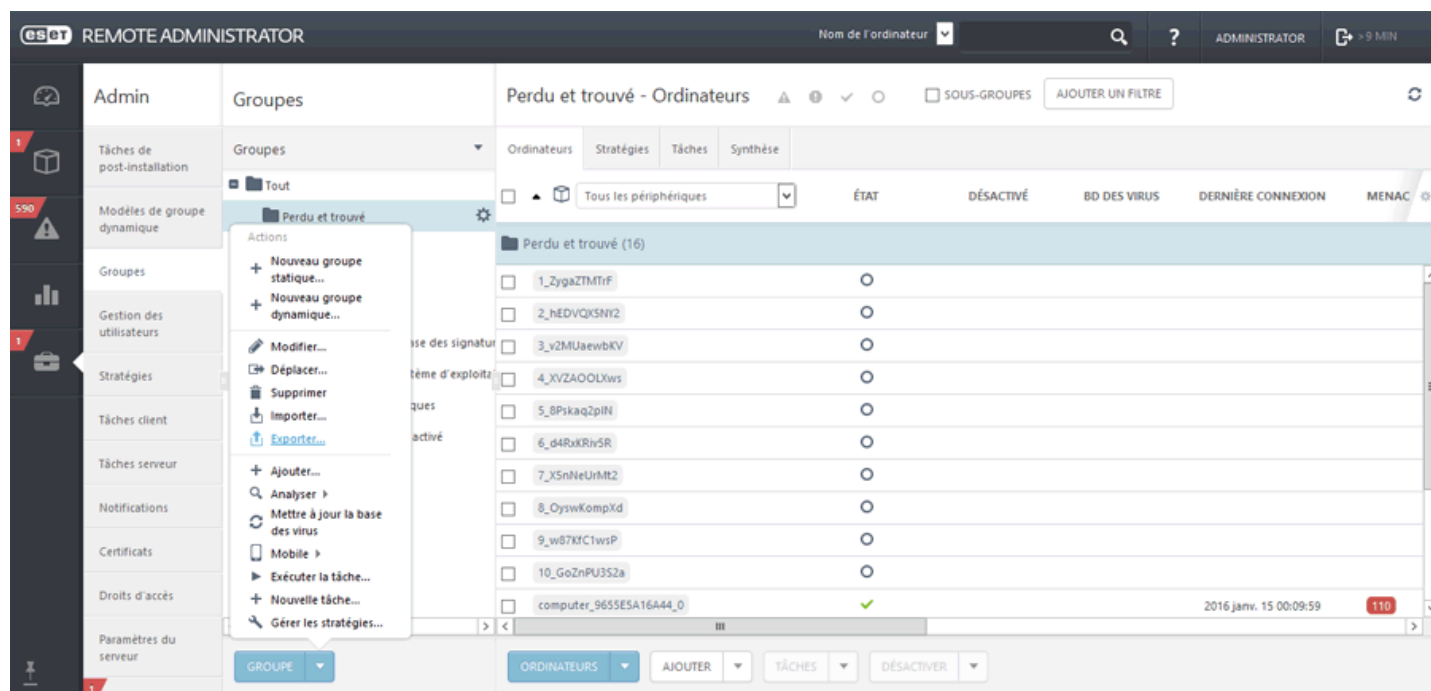 eset REMOTE ADMINISTRATOR
Nom de l'ordinateur
?
ADMINISTRATOR
>9 MIN
1
590
1
Admin
Tâches de
post-installation
Modèles de groupe
dynamique
Groupes
Gestion des
utilisateurs
Stratégies
Tâches client
Tâches serveur
Notifications
Certificats
Droits d'accès
Paramètres du
serveur
1
Groupes
Groupes
Tout
Perdu et trouvé
Actions
Nouveau groupe
statique...
Nouveau groupe
dynamique...
Modifier...
Déplacer...
Supprimer
Importer...
Exporter...
Ajouter...
Analyser
Mettre à jour la base
des virus
Mobile
Exécuter la tâche...
Nouvelle tâche...
Gérer les stratégies...
des signatur
d'exploita
GROUPE
Perdu et trouvé - Ordinateurs
SOUS-GROUPES
AJOUTER UN FILTRE
Ordinateurs Stratégies Tâches Synthèse
Tous les périphériques
ÉTAT DÉSACTIVÉ BD DES VIRUS DERNIÈRE CONNEXION MENAC
Perdu et trouvé (16)
1_ZygaZTMTrF
2_hEDVQXSNY2
3_v2MUaewbKV
4_XVZAOOLXws
5_8Pskaq2pIN
6_d4RxKRiv5R
7_X5nNeUrMt2
8_OyswKompXd
9_w87KfC1wsP
10_GoZnPU3S2a
computer_9655E5A16A44_0 2016 janv. 15 00:09:59 110
ORDINATEURS AJOUTER TÂCHES DÉSACTIVER